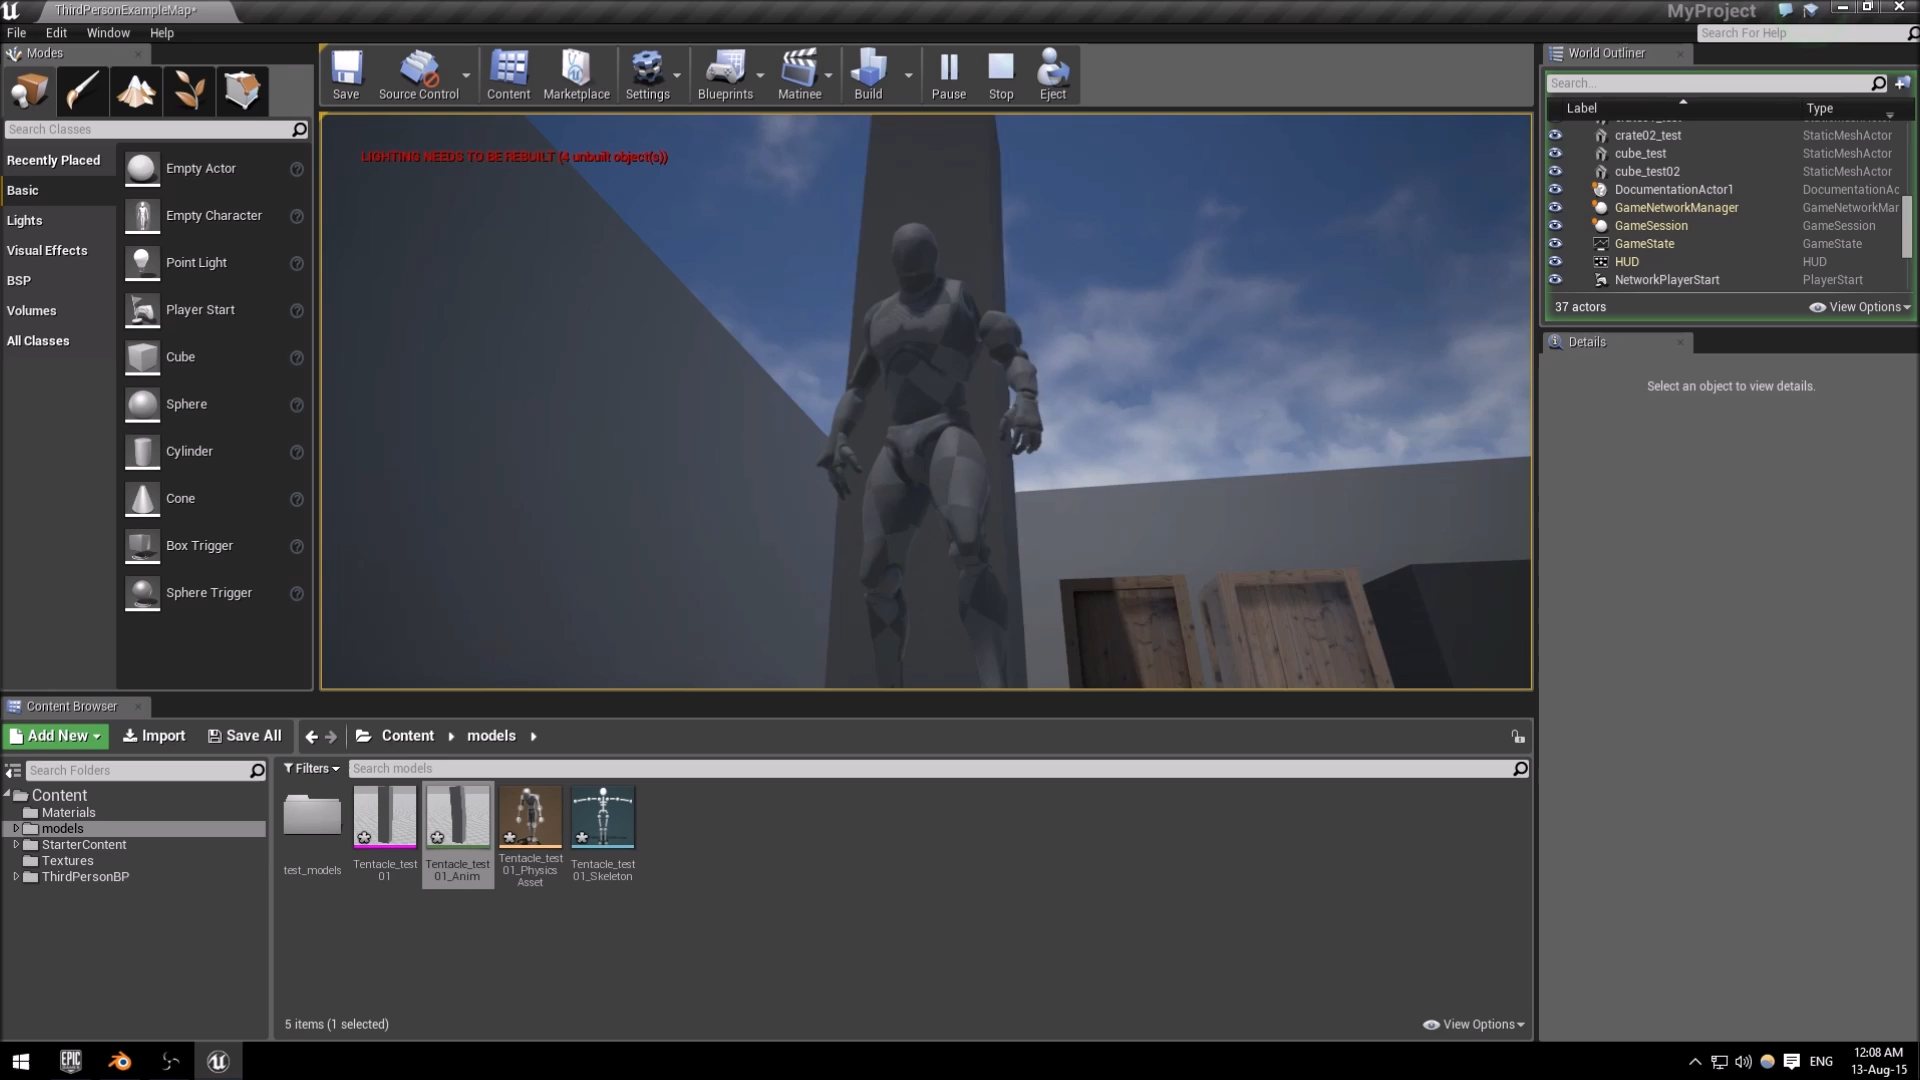 ThirdPersonExampleMap*
MyProject
File Edit Window Help
Search For Help
Modes
Save Source Control Content Marketplace Settings Blueprints Matinee Build Pause Stop Eject
World Outliner
Search...
Label Type
crate02_test StaticMeshActor
cube_test StaticMeshActor
cube_test02 StaticMeshActor
DocumentationActor1 DocumentationAc
GameNetworkManager GameNetworkMar
GameSession GameSession
GameState GameState
HUD HUD
NetworkPlayerStart PlayerStart
37 actors View Options
Details
Select an object to view details.
Search Classes
Recently Placed
Basic
Lights
Visual Effects
BSP
Volumes
All Classes
Empty Actor
Empty Character
Point Light
Player Start
Cube
Sphere
Cylinder
Cone
Box Trigger
Sphere Trigger
LIGHTING NEEDS TO BE REBUILT (4 unbuilt object(s))
Content Browser
Add New Import Save All Content models
Search Folders
Filters Search models
Content
Materials
models
StarterContent
Textures
ThirdPersonBP
test_models
Tentacle_test
01
Tentacle_test
01_Anim
Tentacle_test
01_Physics
Asset
Tentacle_test
01_Skeleton
5 items (1 selected) View Options
EPIC
ENG
12:08 AM
13-Aug-15